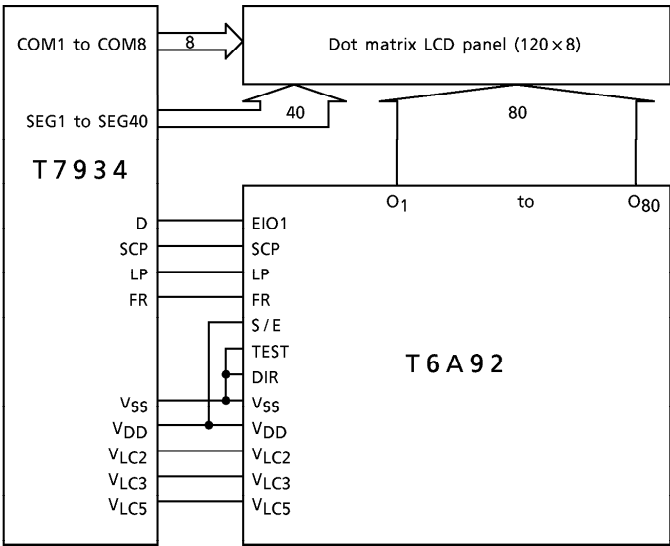 COM1 to COM8
8
Dot matrix LCD panel (120×8)
SEG1 to SEG40
40
80
T7934
O1 to O80
D
EIO1
SCP
SCP
LP
LP
FR
FR
S/E
TEST
DIR
T6A92
VSS
VSS
VDD
VDD
VLC2
VLC2
VLC3
VLC3
VLC5
VLC5